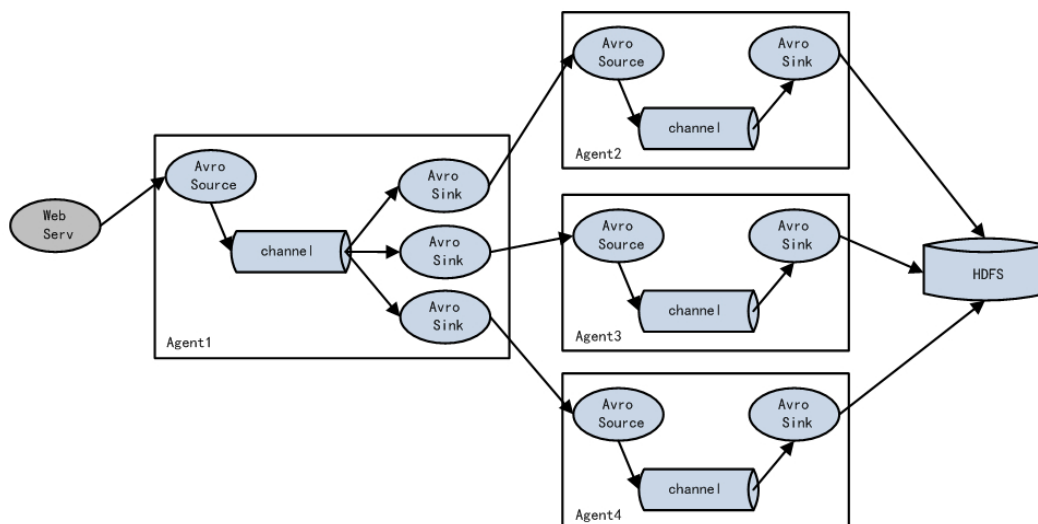 Web
Serv
Avro
Source
channel
Avro
Sink
Avro
Sink
Avro
Sink
Agent1
Avro
Source
channel
Avro
Sink
Agent2
Avro
Source
channel
Avro
Sink
Agent3
Avro
Source
channel
Avro
Sink
Agent4
HDFS